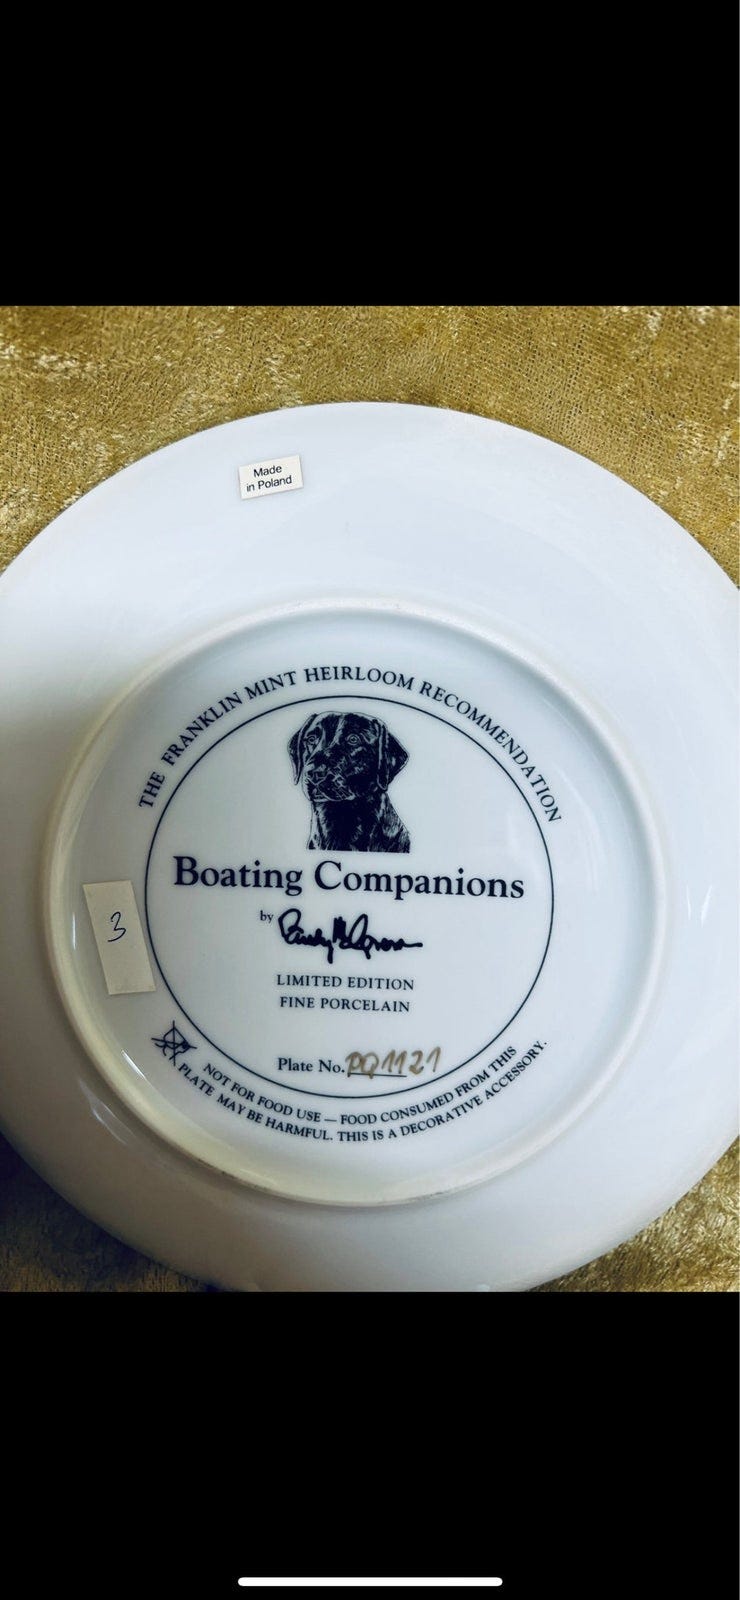 Made
in Poland
THE FRANKLIN MINT HEIRLOOM RECOMMENDATION
Boating Companions
by
LIMITED EDITION
FINE PORCELAIN
3
Plate No. PQ1121
NOT FOR FOOD USE — FOOD CONSUMED FROM THIS
PLATE MAY BE HARMFUL. THIS IS A DECORATIVE ACCESSORY.